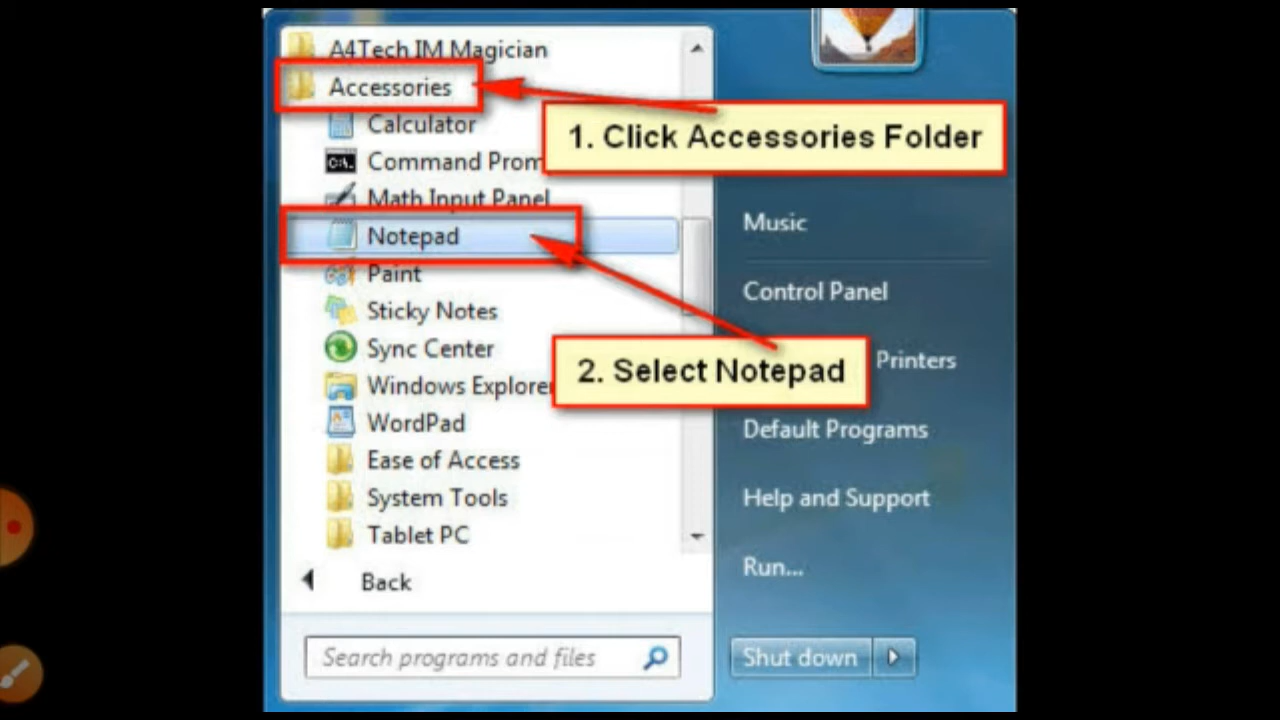 A4Tech IM Magician
Accessories
1. Click Accessories Folder
Calculator
Command Prom
Math Input Panel
Notepad
Paint
Sticky Notes
Sync Center
2. Select Notepad
Windows Explorer
WordPad
Ease of Access
System Tools
Tablet PC
Back
Search programs and files
Music
Control Panel
Printers
Default Programs
Help and Support
Run...
Shut down